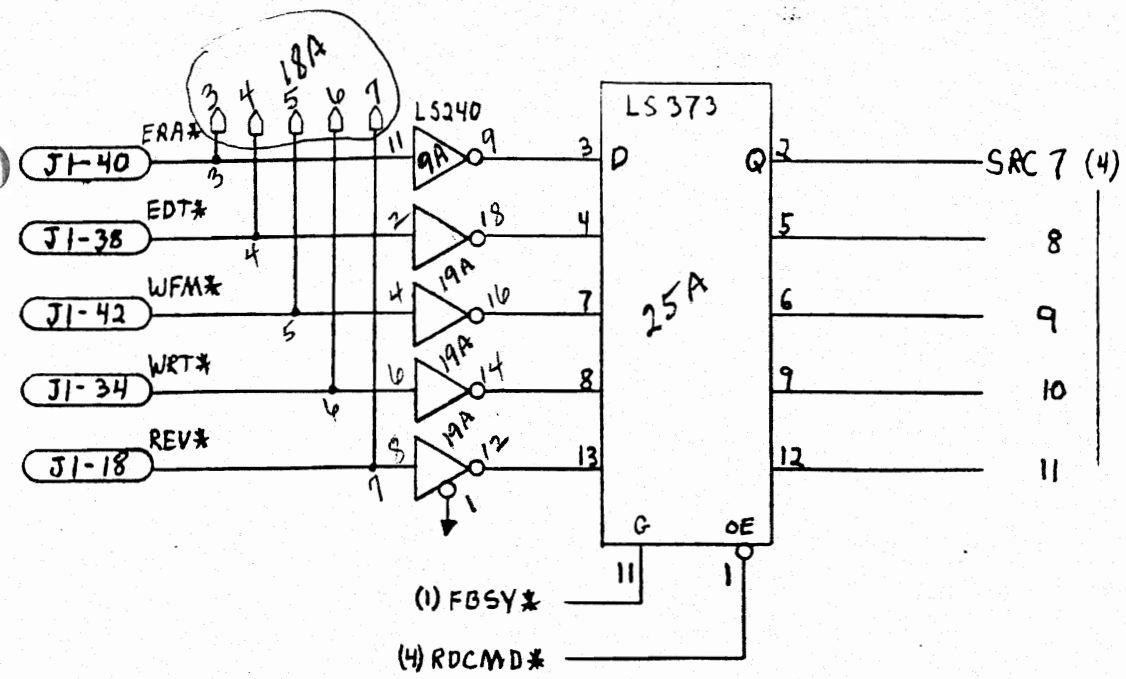 18A
3 4 5 6 7
LS240
LS373
J1-40 ERA* 3 11 9A 9 3 D Q 2 SRC 7 (4)
J1-38 EDT* 4 2 19A 18 4 5 8
J1-42 WFM* 5 4 19A 16 7 25A 6 9
J1-34 WRT* 6 6 19A 14 8 9 10
J1-18 REV* 7 8 12 13 12 11
1
G OE
11 1
(1) FBSY*
(4) RDCMD*